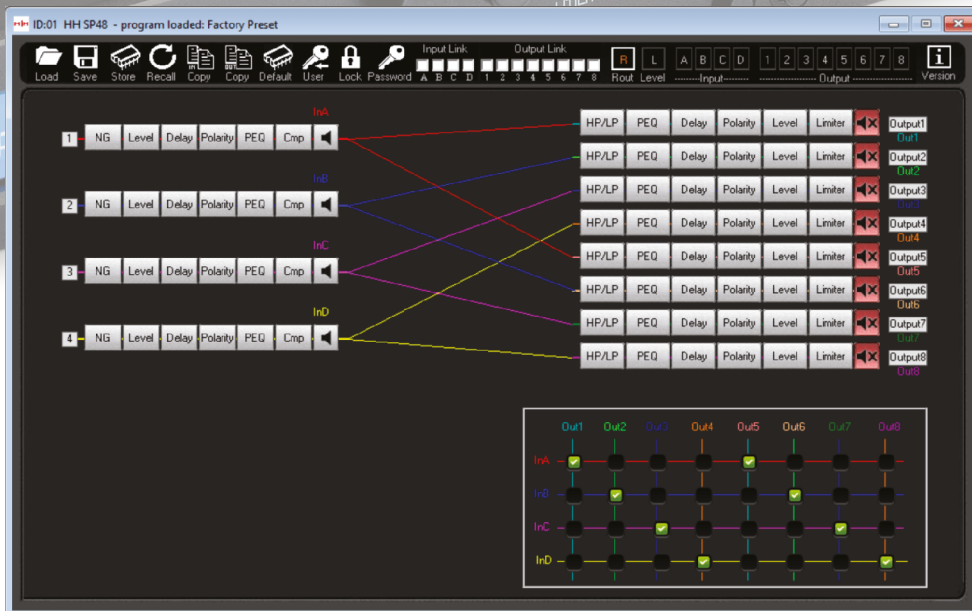 ID:01 HH SP48 - program loaded: Factory Preset
Input Link Output Link
R L A B C D 1 2 3 4 5 6 7 8 i
Load Save Store Recall Copy Copy Default User Lock Password A B C D 1 2 3 4 5 6 7 8 Rout Level Input Output Version
InA
1 NG Level Delay Polarity PEQ Cmp
InB
2 NG Level Delay Polarity PEQ Cmp
InC
3 NG Level Delay Polarity PEQ Cmp
InD
4 NG Level Delay Polarity PEQ Cmp
HP/LP PEQ Delay Polarity Level Limiter Output1
Out1
HP/LP PEQ Delay Polarity Level Limiter Output2
Out2
HP/LP PEQ Delay Polarity Level Limiter Output3
Out3
HP/LP PEQ Delay Polarity Level Limiter Output4
Out4
HP/LP PEQ Delay Polarity Level Limiter Output5
Out5
HP/LP PEQ Delay Polarity Level Limiter Output6
Out6
HP/LP PEQ Delay Polarity Level Limiter Output7
Out7
HP/LP PEQ Delay Polarity Level Limiter Output8
Out8
Out1 Out2 Out3 Out4 Out5 Out6 Out7 Out8
InA
InB
InC
InD